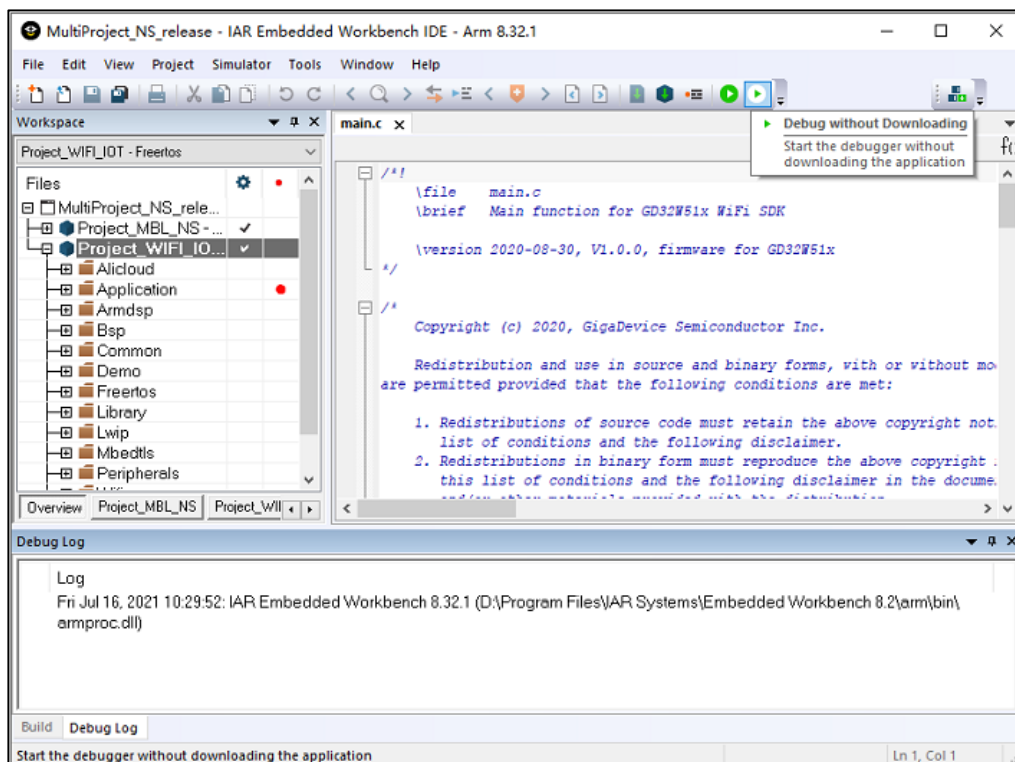 MultiProject_NS_release - IAR Embedded Workbench IDE - Arm 8.32.1
File Edit View Project Simulator Tools Window Help
Workspace
main.c
Debug without Downloading
Start the debugger without
downloading the application
Project_WIFI_IOT - Freertos
Files
MultiProject_NS_rele...
Project_MBL_NS - ...
Project_WIFI_IO...
Alicloud
Application
Armdsp
Bsp
Common
Demo
Freertos
Library
Lwip
Mbedtls
Peripherals
Overview Project_MBL_NS Project_WII
/*!
\file main.c
\brief Main function for GD32W51x WiFi SDK
\version 2020-08-30, V1.0.0, firmware for GD32W51x
*/
/*
Copyright (c) 2020, GigaDevice Semiconductor Inc.
Redistribution and use in source and binary forms, with or without mo
are permitted provided that the following conditions are met:
1. Redistributions of source code must retain the above copyright not
list of conditions and the following disclaimer.
2. Redistributions in binary form must reproduce the above copyright
this list of conditions and the following disclaimer in the docume
and/or other materials provided with the distribution
Debug Log
Log
Fri Jul 16, 2021 10:29:52: IAR Embedded Workbench 8.32.1 (D:\Program Files\IAR Systems\Embedded Workbench 8.2\arm\bin\
armproc.dll)
Build Debug Log
Start the debugger without downloading the application
Ln 1, Col 1